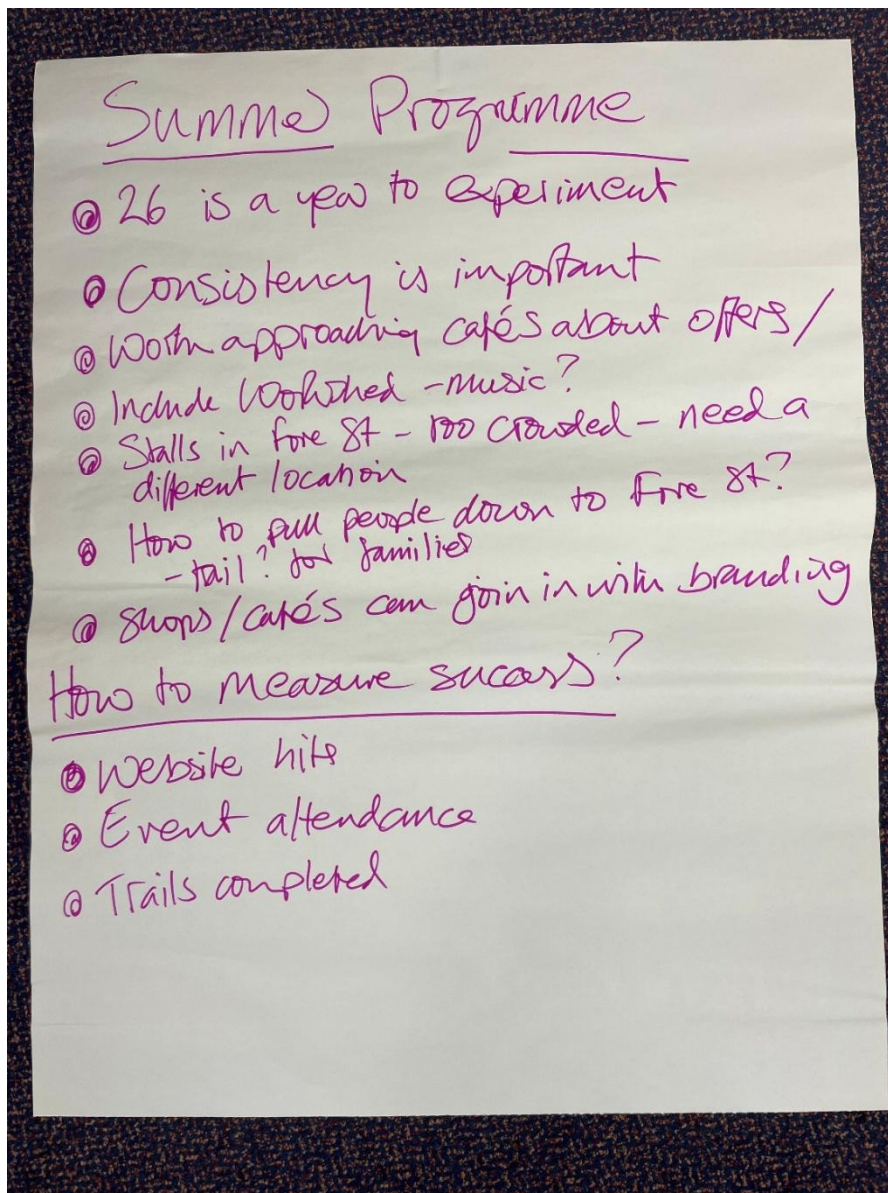 Summer Programme
26 is a year to experiment
Consistency is important
Worth approaching cafés about offers/
Include - music?
Stalls in Fore St - too crowded - need a
different location
How to pull people down to Fore St?
- tail? for families
Shops/cafés can join in with branding
How to measure success?
Website hits
Event attendance
Trails completed